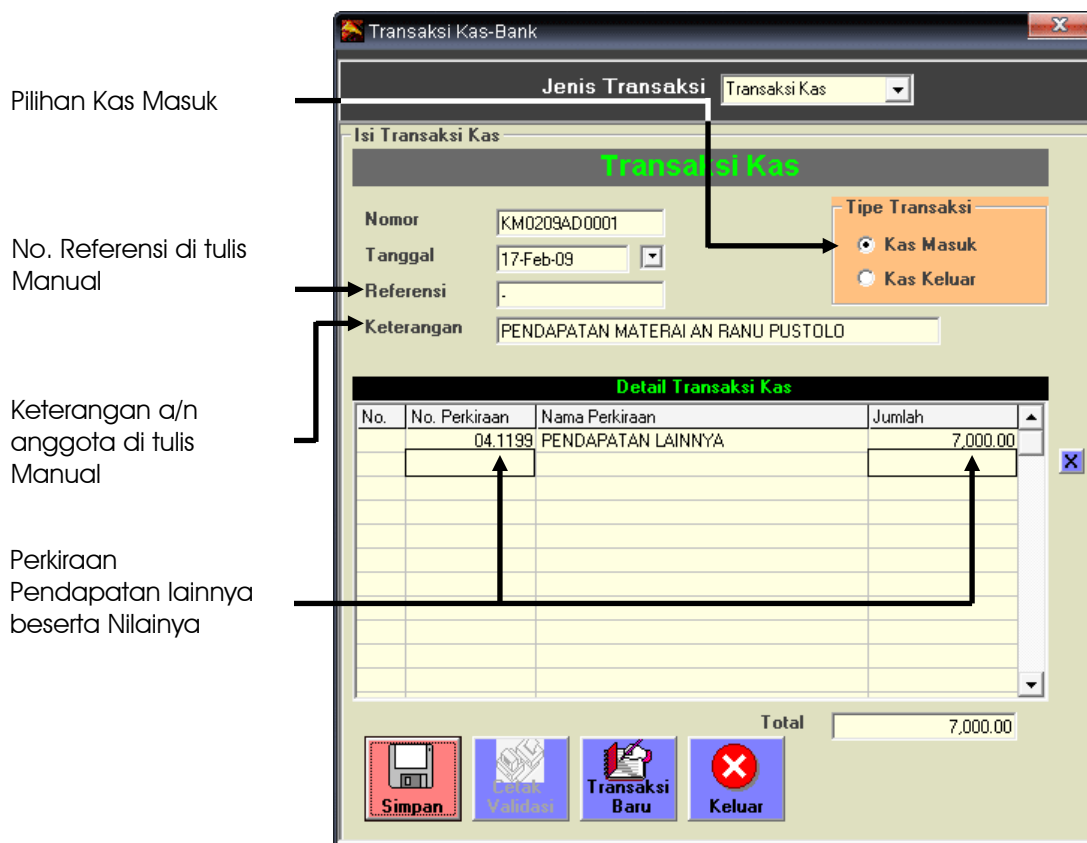 Transaksi Kas-Bank
Jenis Transaksi Transaksi Kas
Pilihan Kas Masuk
Isi Transaksi Kas
Transaksi Kas
Nomor KM0209AD0001
Tanggal 17-Feb-09
Referensi -
Keterangan PENDAPATAN MATERAI AN RANU PUSTOLO
Tipe Transaksi
Kas Masuk
Kas Keluar
No. Referensi di tulis
Manual
Keterangan a/n
anggota di tulis
Manual
Detail Transaksi Kas
No. No. Perkiraan Nama Perkiraan Jumlah
04.1199 PENDAPATAN LAINNYA 7,000.00
X
Perkiraan
Pendapatan lainnya
beserta Nilainya
Total 7,000.00
Simpan
Cetak
Validasi
Transaksi
Baru
Keluar